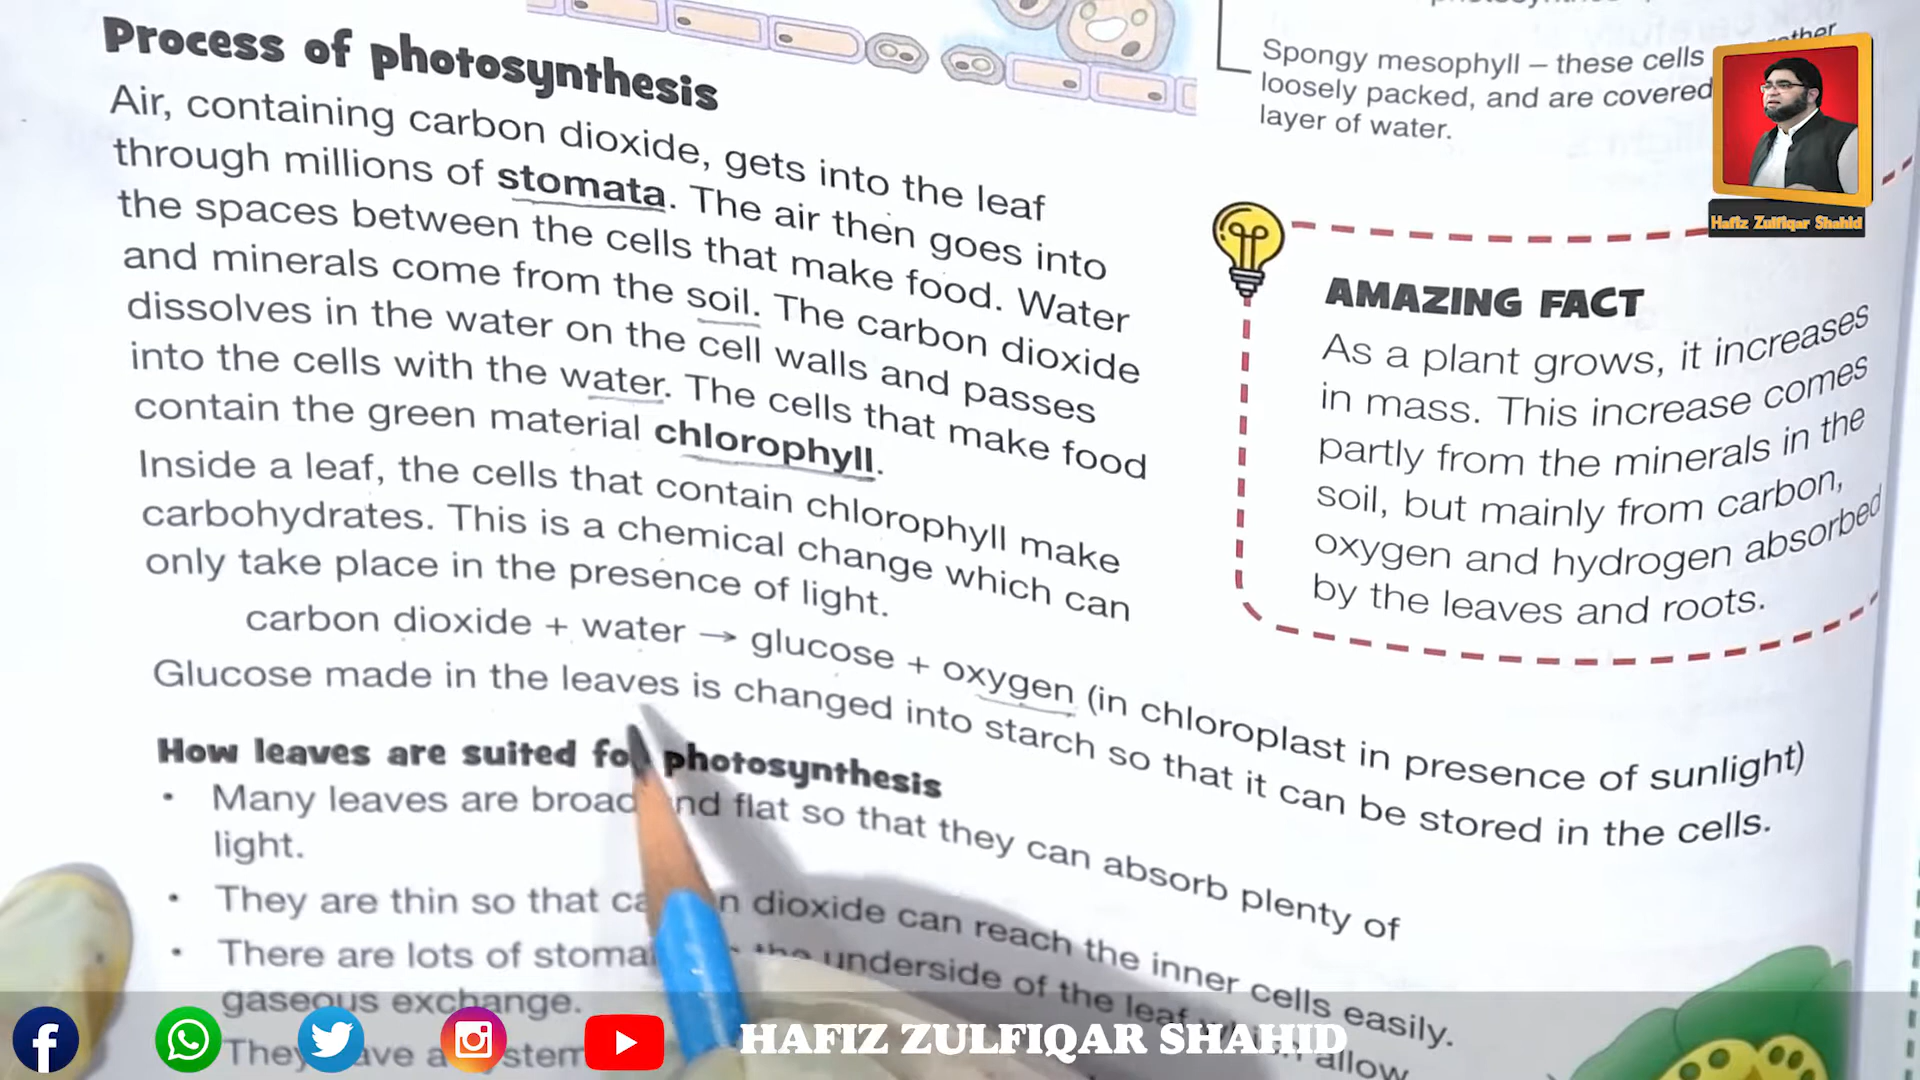 Process of photosynthesis
Air, containing carbon dioxide, gets into the leaf
through millions of stomata. The air then goes into
the spaces between the cells that make food. Water
and minerals come from the soil. The carbon dioxide
dissolves in the water on the cell walls and passes
into the cells with the water. The cells that make food
contain the green material chlorophyll.
Inside a leaf, the cells that contain chlorophyll make
carbohydrates. This is a chemical change which can
only take place in the presence of light.
carbon dioxide + water → glucose + oxygen (in chloroplast in presence of sunlight)
Glucose made in the leaves is changed into starch so that it can be stored in the cells.
How leaves are suited for photosynthesis
• Many leaves are broad and flat so that they can absorb plenty of
light.
• They are thin so that dioxide can reach the inner cells easily.
• There are lots of the underside of the leaf allow
gaseous exchange.
They
Spongy mesophyll – these cells
loosely packed, and are covered
layer of water.
AMAZING FACT
As a plant grows, it increases
in mass. This increase comes
partly from the minerals in the
soil, but mainly from carbon,
oxygen and hydrogen absorbed
by the leaves and roots.
Hafiz Zulfiqar Shahid
HAFIZ ZULFIQAR SHAHID